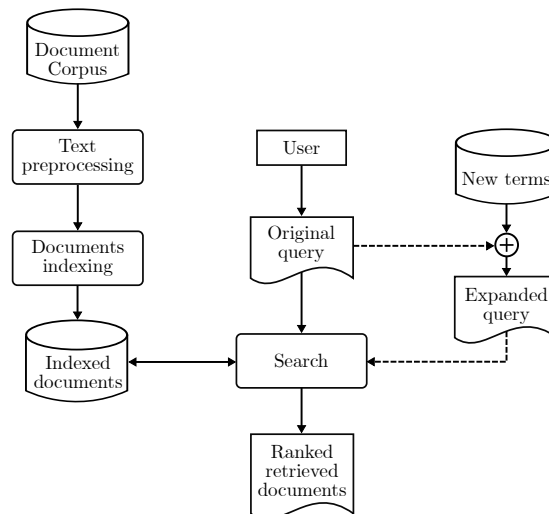 Document
Corpus
Text
preprocessing
User
New terms
Original
query
Documents
indexing
Expanded
query
Indexed
documents
Search
Ranked
retrieved
documents